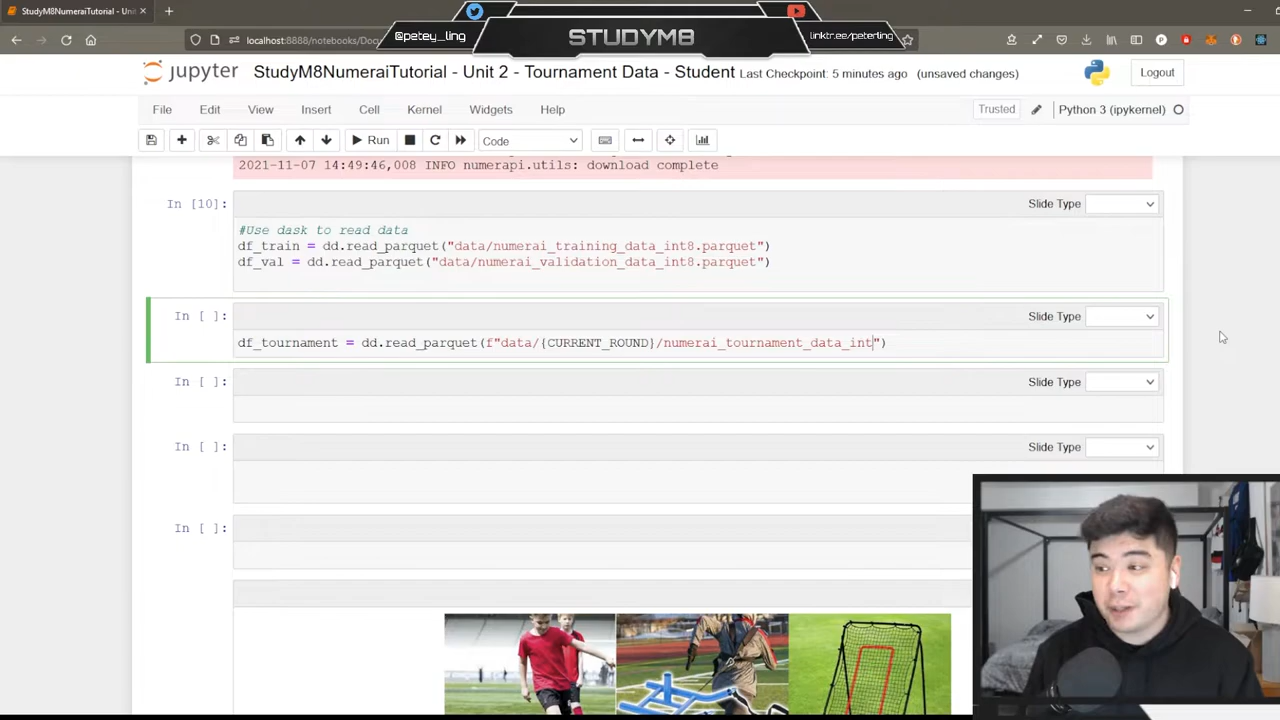 StudyM8NumeraiTutorial - Unit 2
localhost:8888/notebooks/Doc
@petey_ling
STUDYM8
linktr.ee/peterling
jupyter
StudyM8NumeraiTutorial - Unit 2 - Tournament Data - Student
Last Checkpoint: 5 minutes ago
(unsaved changes)
Logout
File
Edit
View
Insert
Cell
Kernel
Widgets
Help
Trusted
Python 3 (ipykernel)
Run
Code
2021-11-07 14:49:46,008 INFO numerapi.utils: download complete
In [10]:
Slide Type
#Use dask to read data
df_train = dd.read_parquet("data/numerai_training_data_int8.parquet")
df_val = dd.read_parquet("data/numerai_validation_data_int8.parquet")
In [ ]:
Slide Type
df_tournament = dd.read_parquet(f"data/{CURRENT_ROUND}/numerai_tournament_data_int")
In [ ]:
Slide Type
In [ ]:
Slide Type
In [ ]: